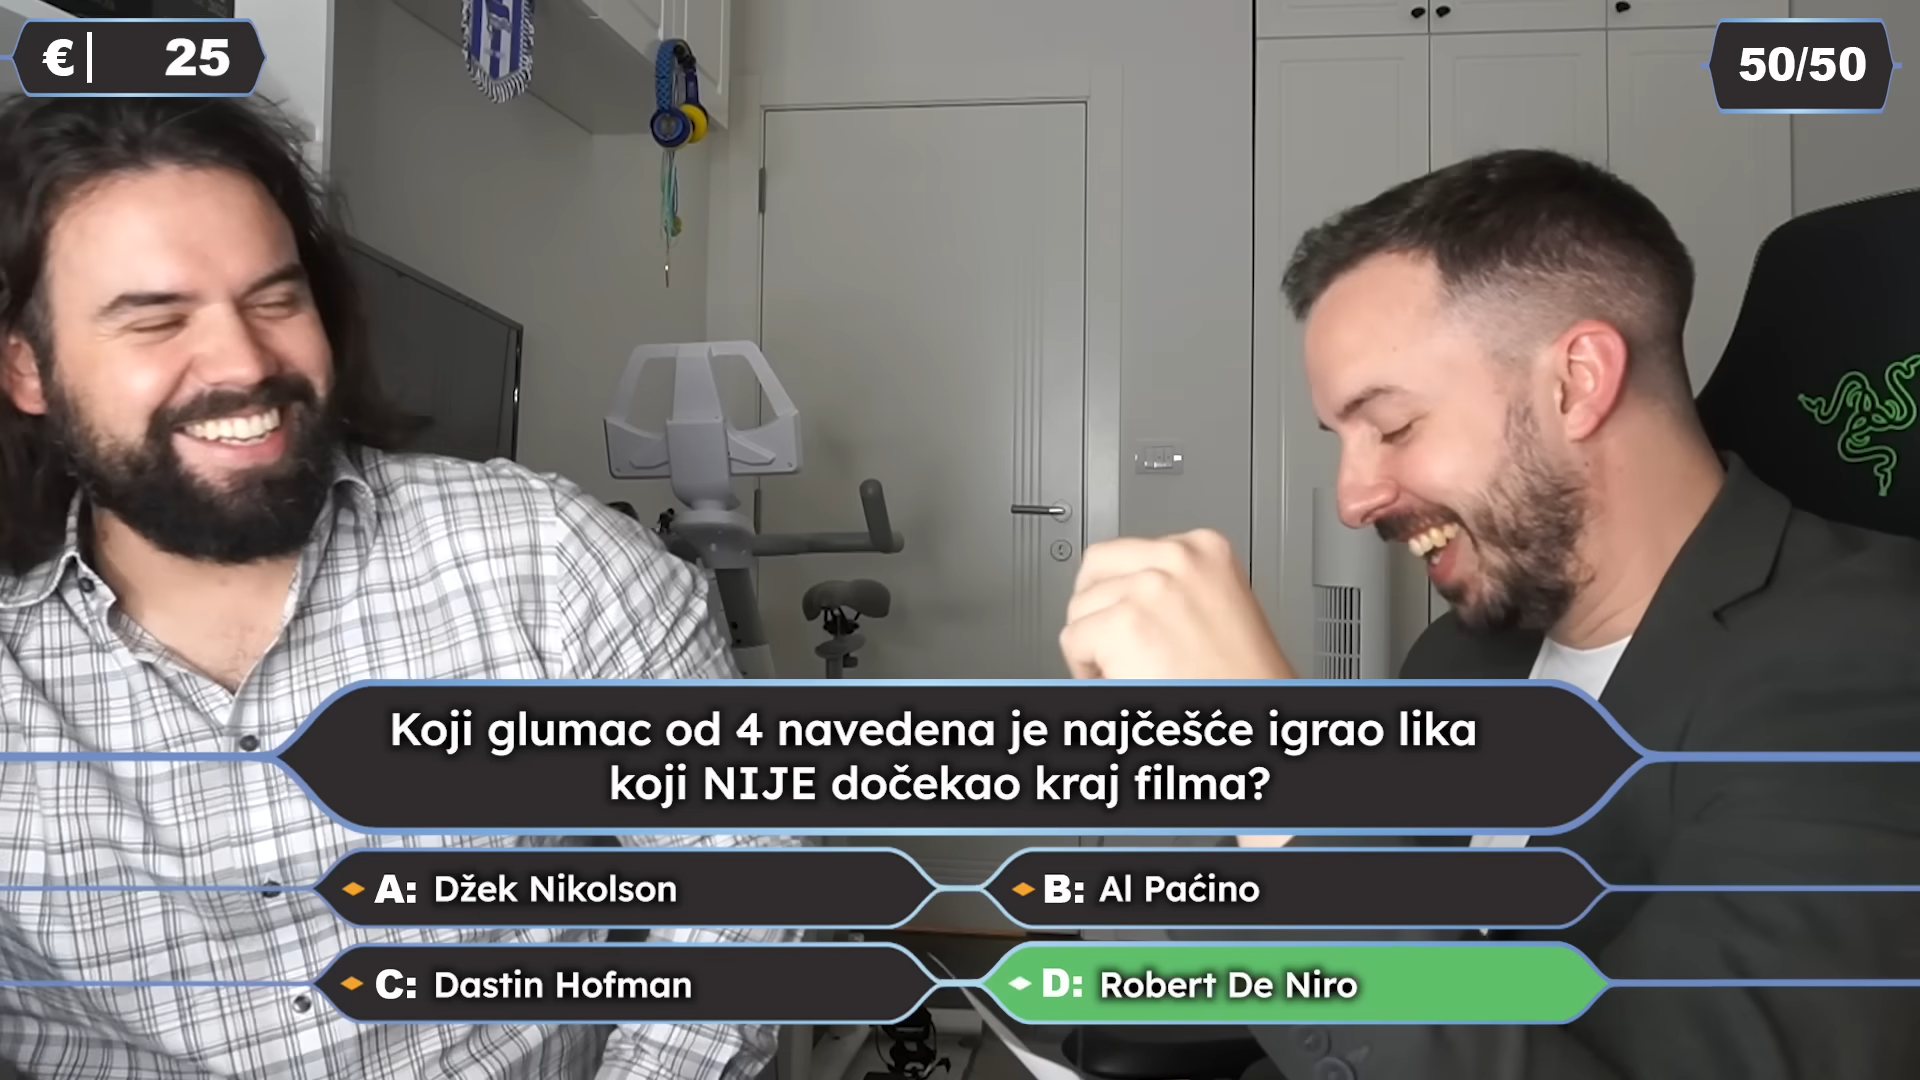 €| 25
50/50
Koji glumac od 4 navedena je najčešće igrao lika
koji NIJE dočekao kraj filma?
A: Džek Nikolson
B: Al Paćino
C: Dastin Hofman
D: Robert De Niro